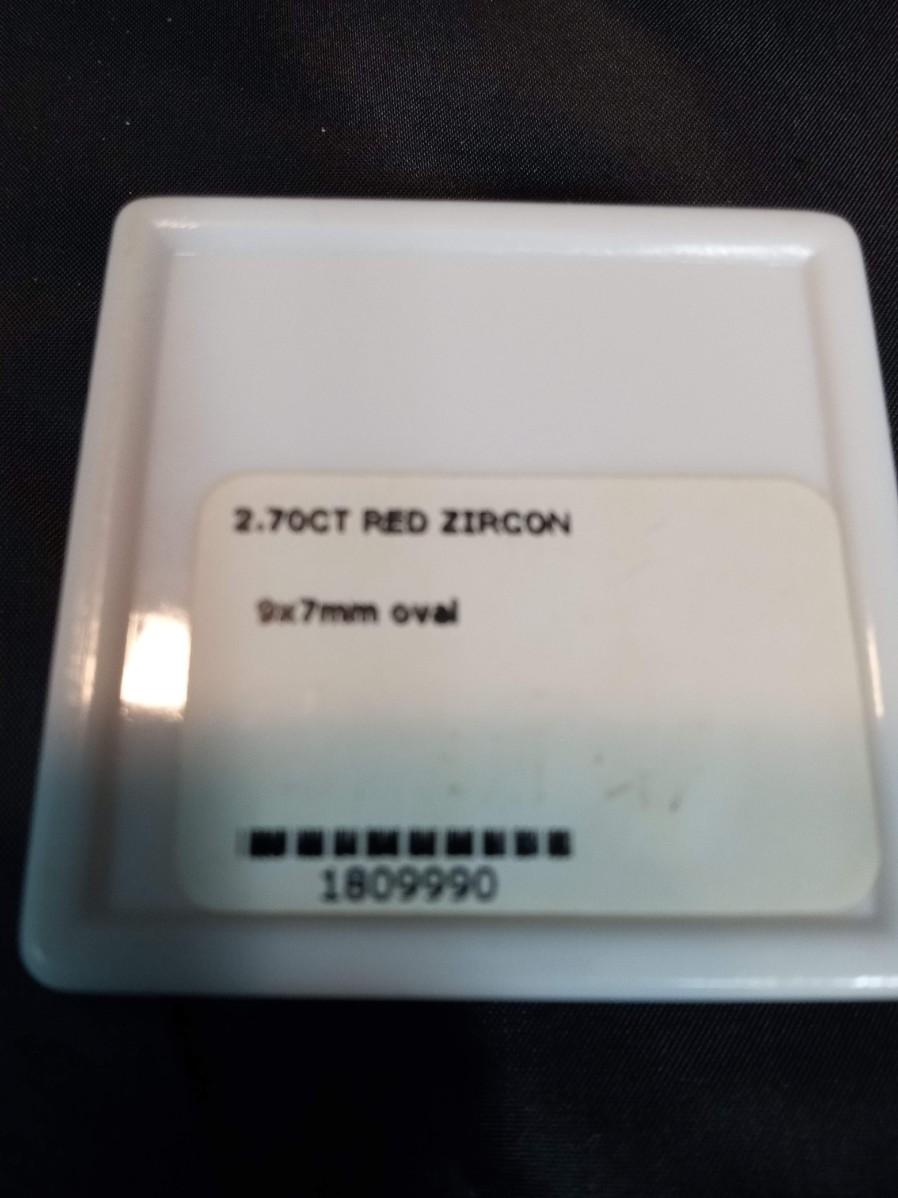 2.70CT RED ZIRCON
9x7mm oval
1809990